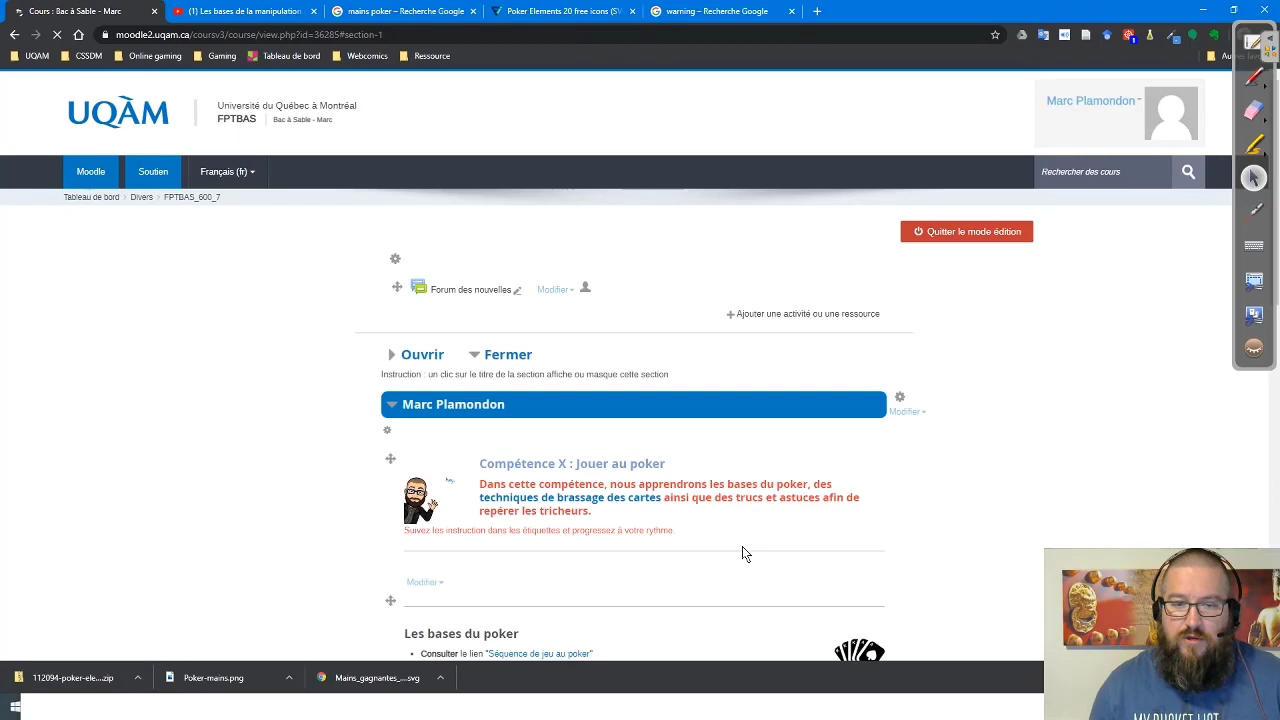 Cours : Bac à Sable - Marc
(1) Les bases de la manipulation
mains poker – Recherche Google
Poker Elements 20 free icons (SV
warning – Recherche Google
moodle2.uqam.ca/coursv3/course/view.php?id=36285#section-1
UQAM
CSSDM
Online gaming
Gaming
Tableau de bord
Webcomics
Ressource
UQÀM
Université du Québec à Montréal
FPTBAS
Bac à Sable - Marc
Marc Plamondon
Moodle
Soutien
Français (fr)
Rechercher des cours
Tableau de bord
Divers
FPTBAS_600_7
Quitter le mode édition
Forum des nouvelles
Modifier
Ajouter une activité ou une ressource
Ouvrir
Fermer
Instruction : un clic sur le titre de la section affiche ou masque cette section
Marc Plamondon
Modifier
Compétence X : Jouer au poker
Dans cette compétence, nous apprendrons les bases du poker, des
techniques de brassage des cartes ainsi que des trucs et astuces afin de
repérer les tricheurs.
Suivez les instruction dans les étiquettes et progressez à votre rythme.
Modifier
Les bases du poker
Consulter le lien "Séquence de jeu au poker"
112094-poker-ele....zip
Poker-mains.png
Mains_gagnantes_....svg
MY BUCKET LIST